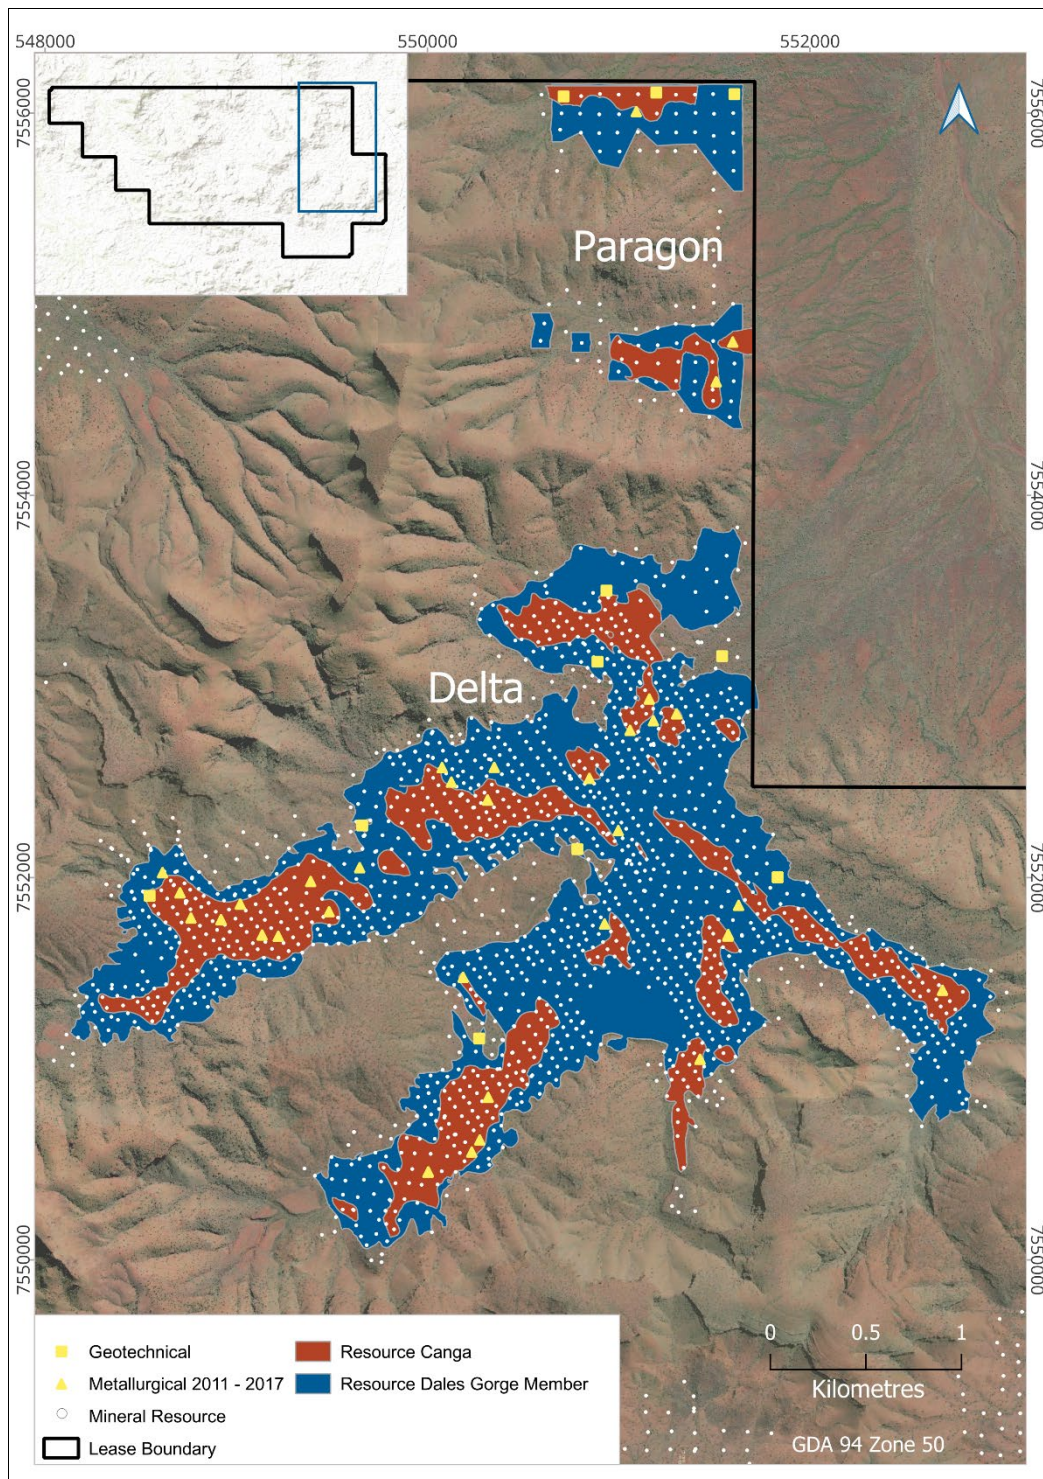 548000
550000
552000
7556000
7556000
Paragon
7554000
7554000
Delta
7552000
7552000
7550000
7550000
Geotechnical
Resource Canga
Metallurgical 2011 - 2017
Resource Dales Gorge Member
Mineral Resource
Lease Boundary
0
0.5
1
Kilometres
GDA 94 Zone 50